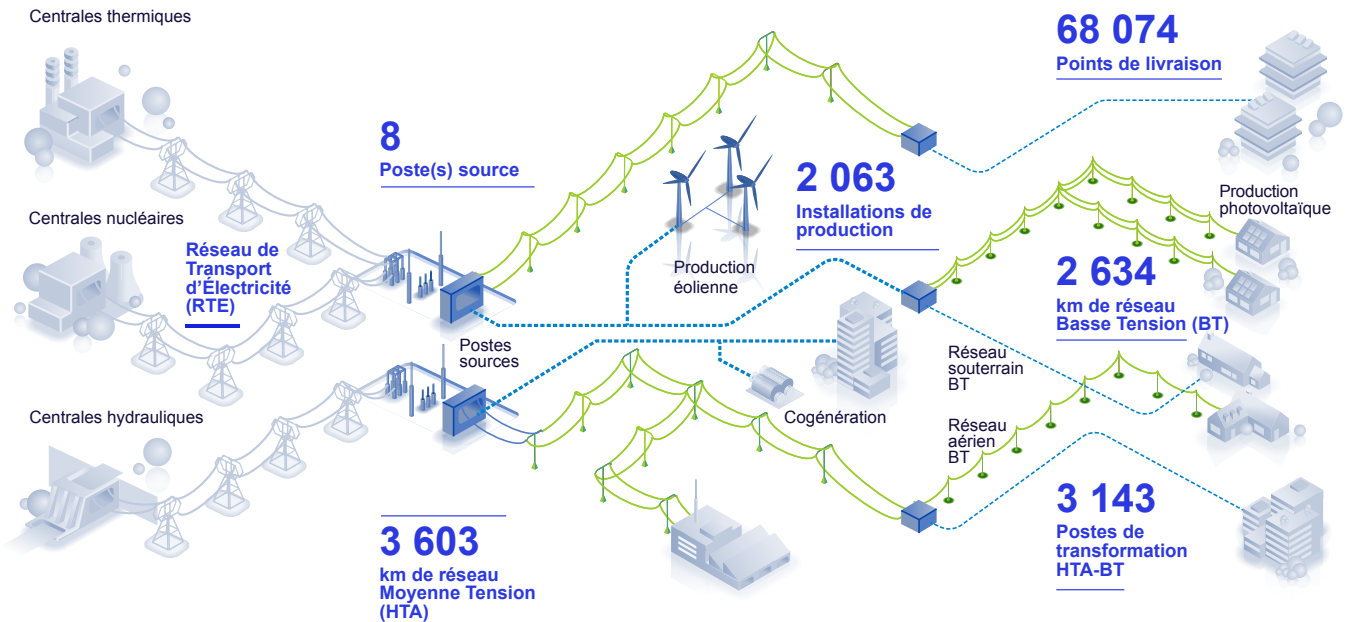 Centrales thermiques
68 074
Points de livraison
8
Poste(s) source
2 063
Installations de
production
Production
photovoltaïque
Centrales nucléaires
Réseau de
Transport
d'Électricité
(RTE)
Production
éolienne
2 634
km de réseau
Basse Tension (BT)
Postes
sources
Réseau
souterrain
BT
Centrales hydrauliques
Cogénération
Réseau
aérien
BT
3 603
km de réseau
Moyenne Tension
(HTA)
3 143
Postes de
transformation
HTA-BT